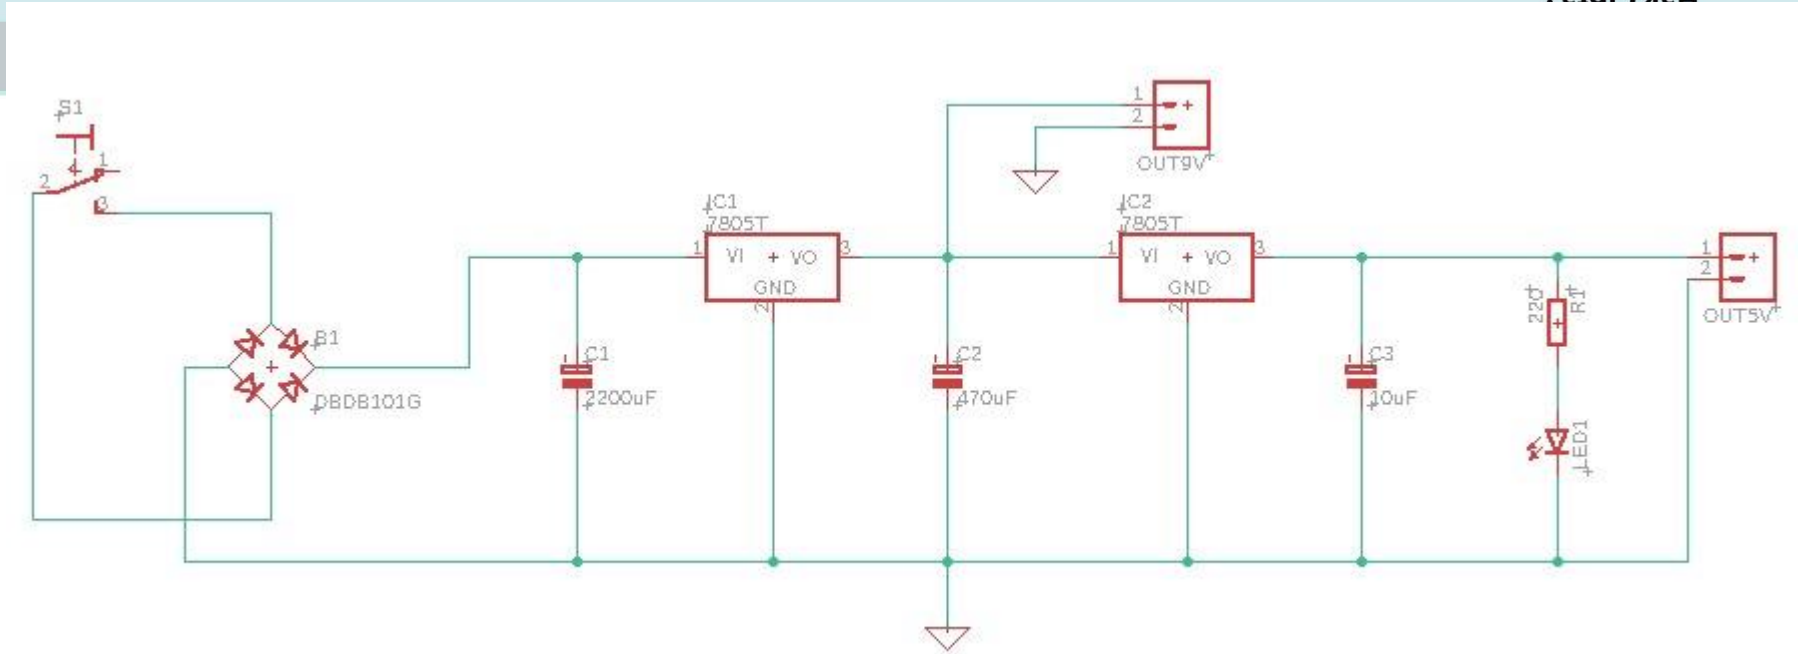 S1
1
2
3
B1
DBDB101G
C1
2200uF
IC1
7805T
1
VI
VO
3
GND
2
C2
470uF
1
2
+
OUT9V
IC2
7805T
1
VI
VO
3
GND
2
C3
10uF
220
R1
LED1
1
2
+
OUT5V